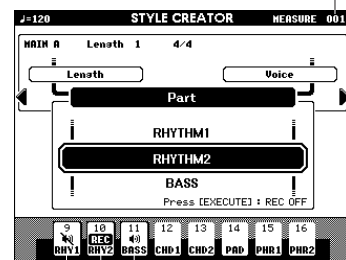 ♩=120 STYLE CREATOR MEASURE 001
MAIN A Length 1 4/4
Length Voice
Part
RHYTHM1
RHYTHM2
BASS
Press [EXECUTE] : REC OFF
9 10 11 12 13 14 15 16
REC
RHY1 RHY2 BASS CHD1 CHD2 PAD PHR1 PHR2